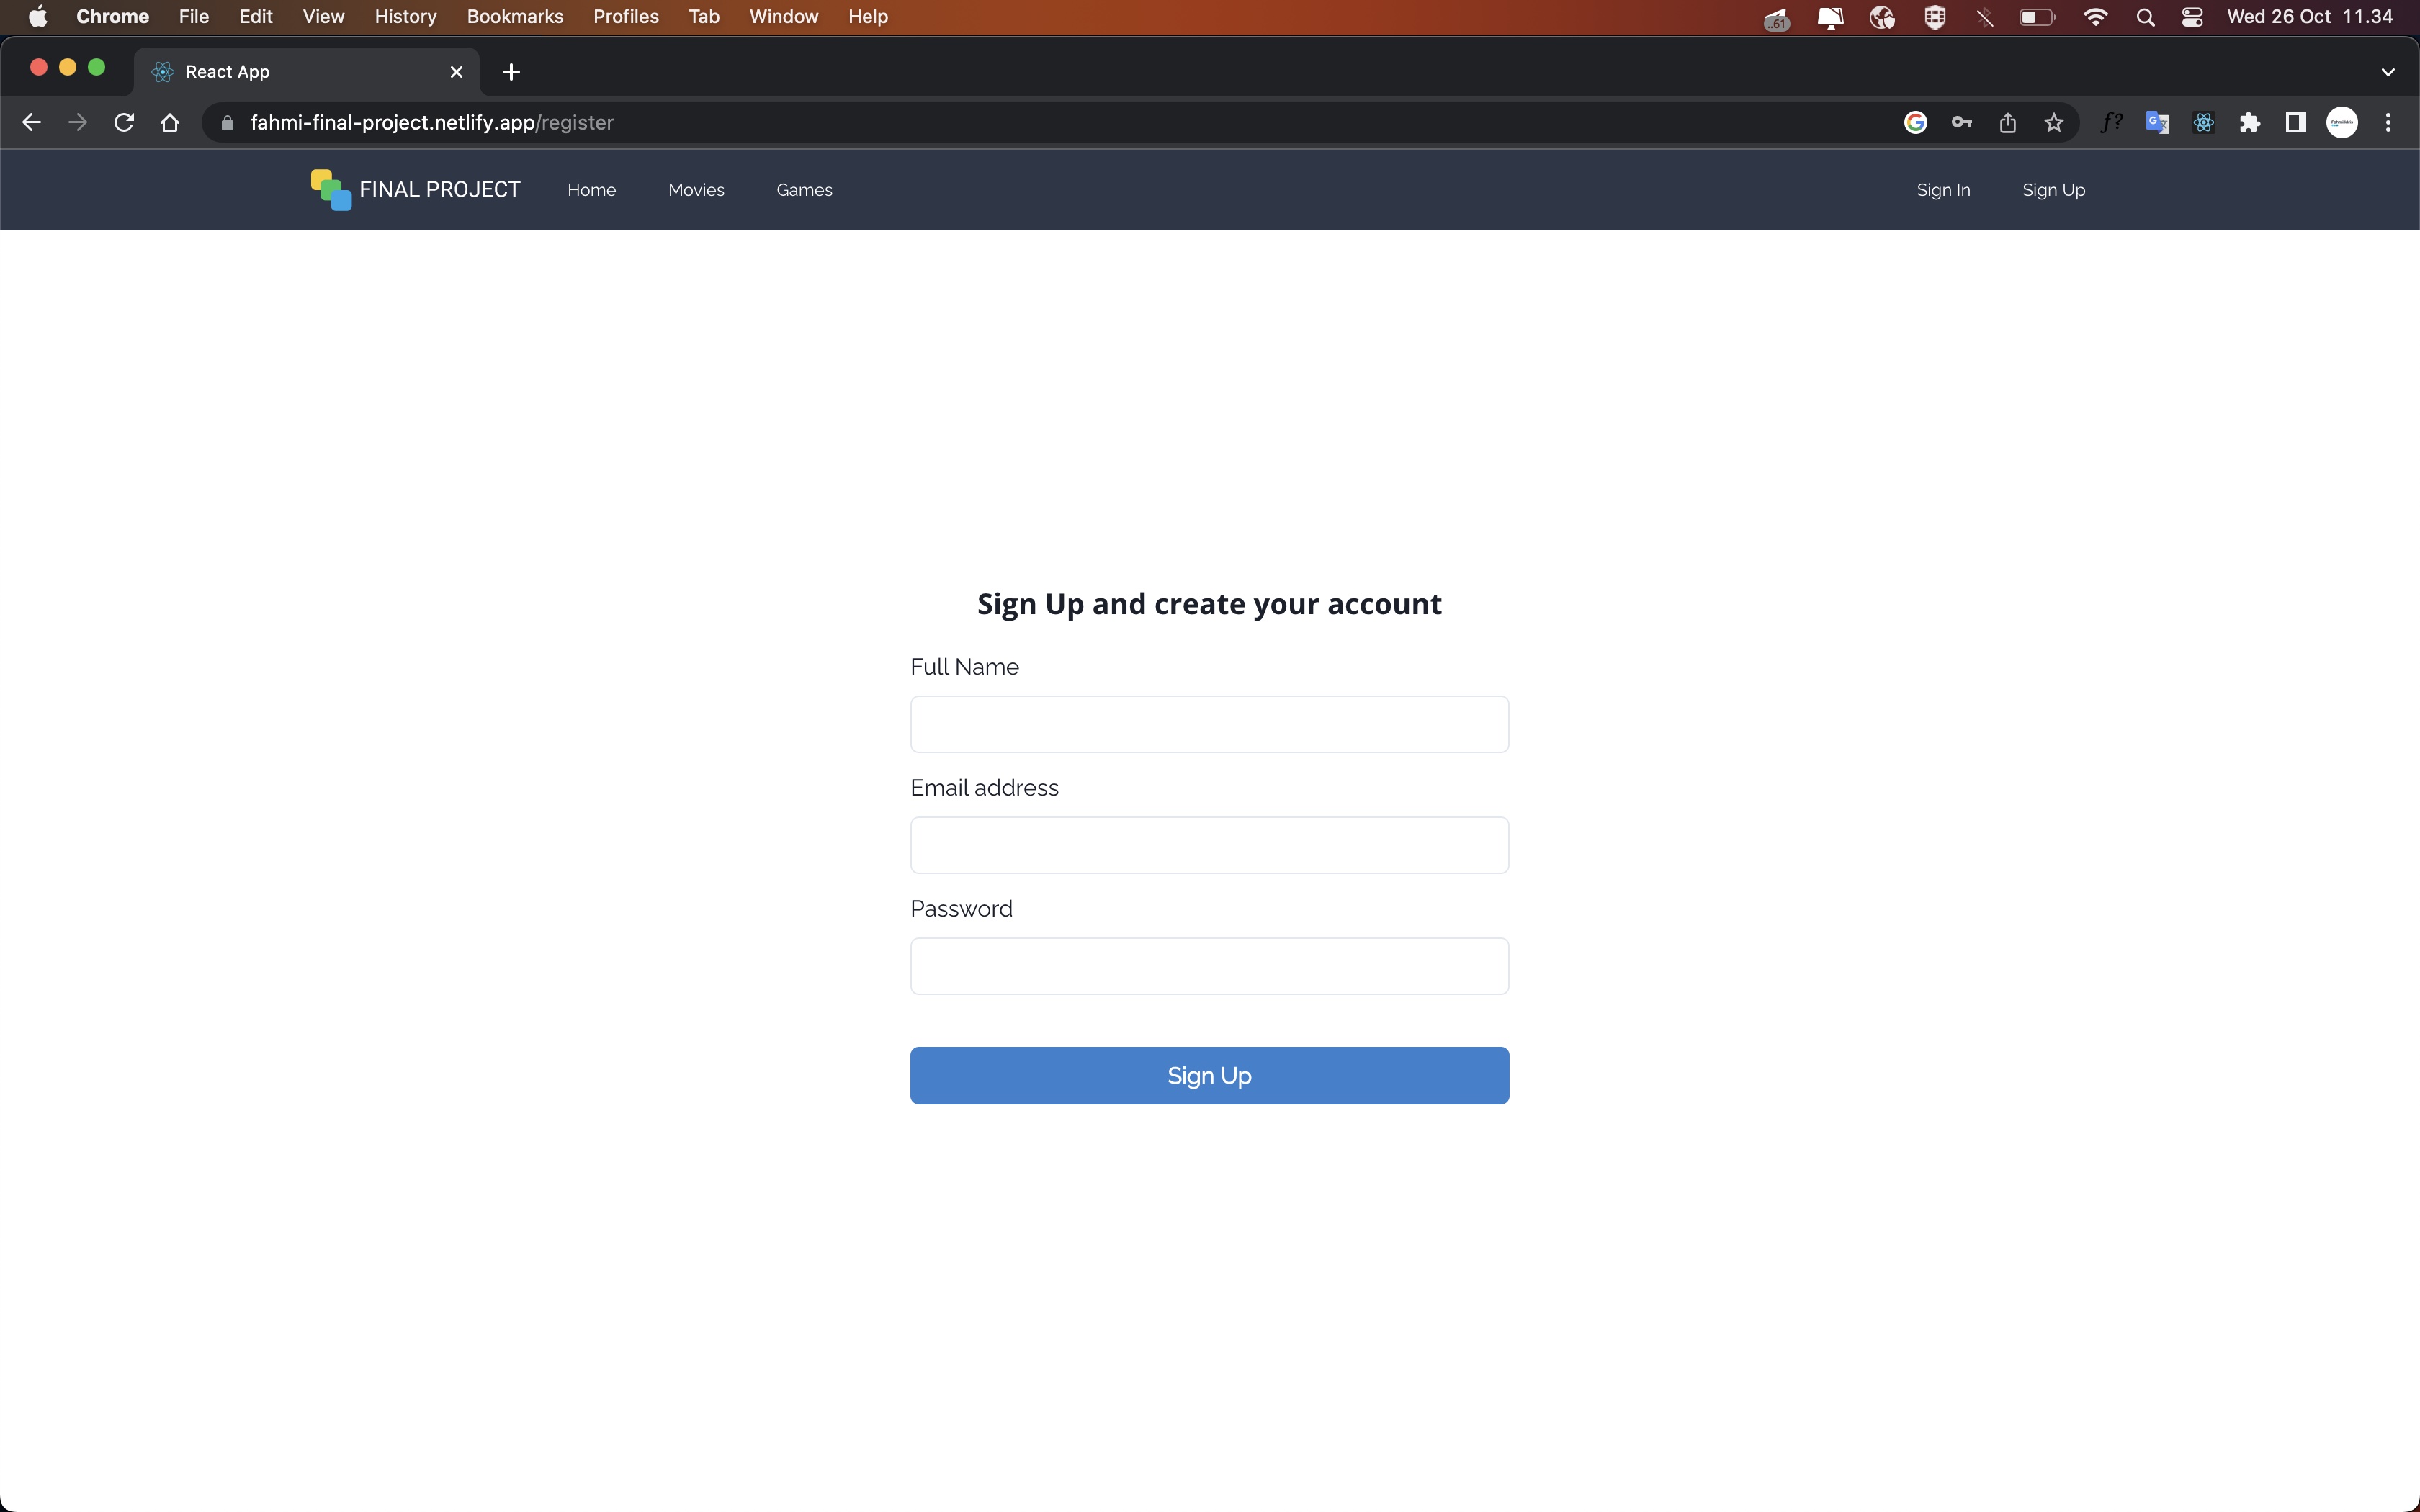 Chrome File Edit View History Bookmarks Profiles Tab Window Help
..61
Wed 26 Oct 11.34
React App
fahmi-final-project.netlify.app/register
f?
FINAL PROJECT Home Movies Games Sign In Sign Up
Sign Up and create your account
Full Name
Email address
Password
Sign Up